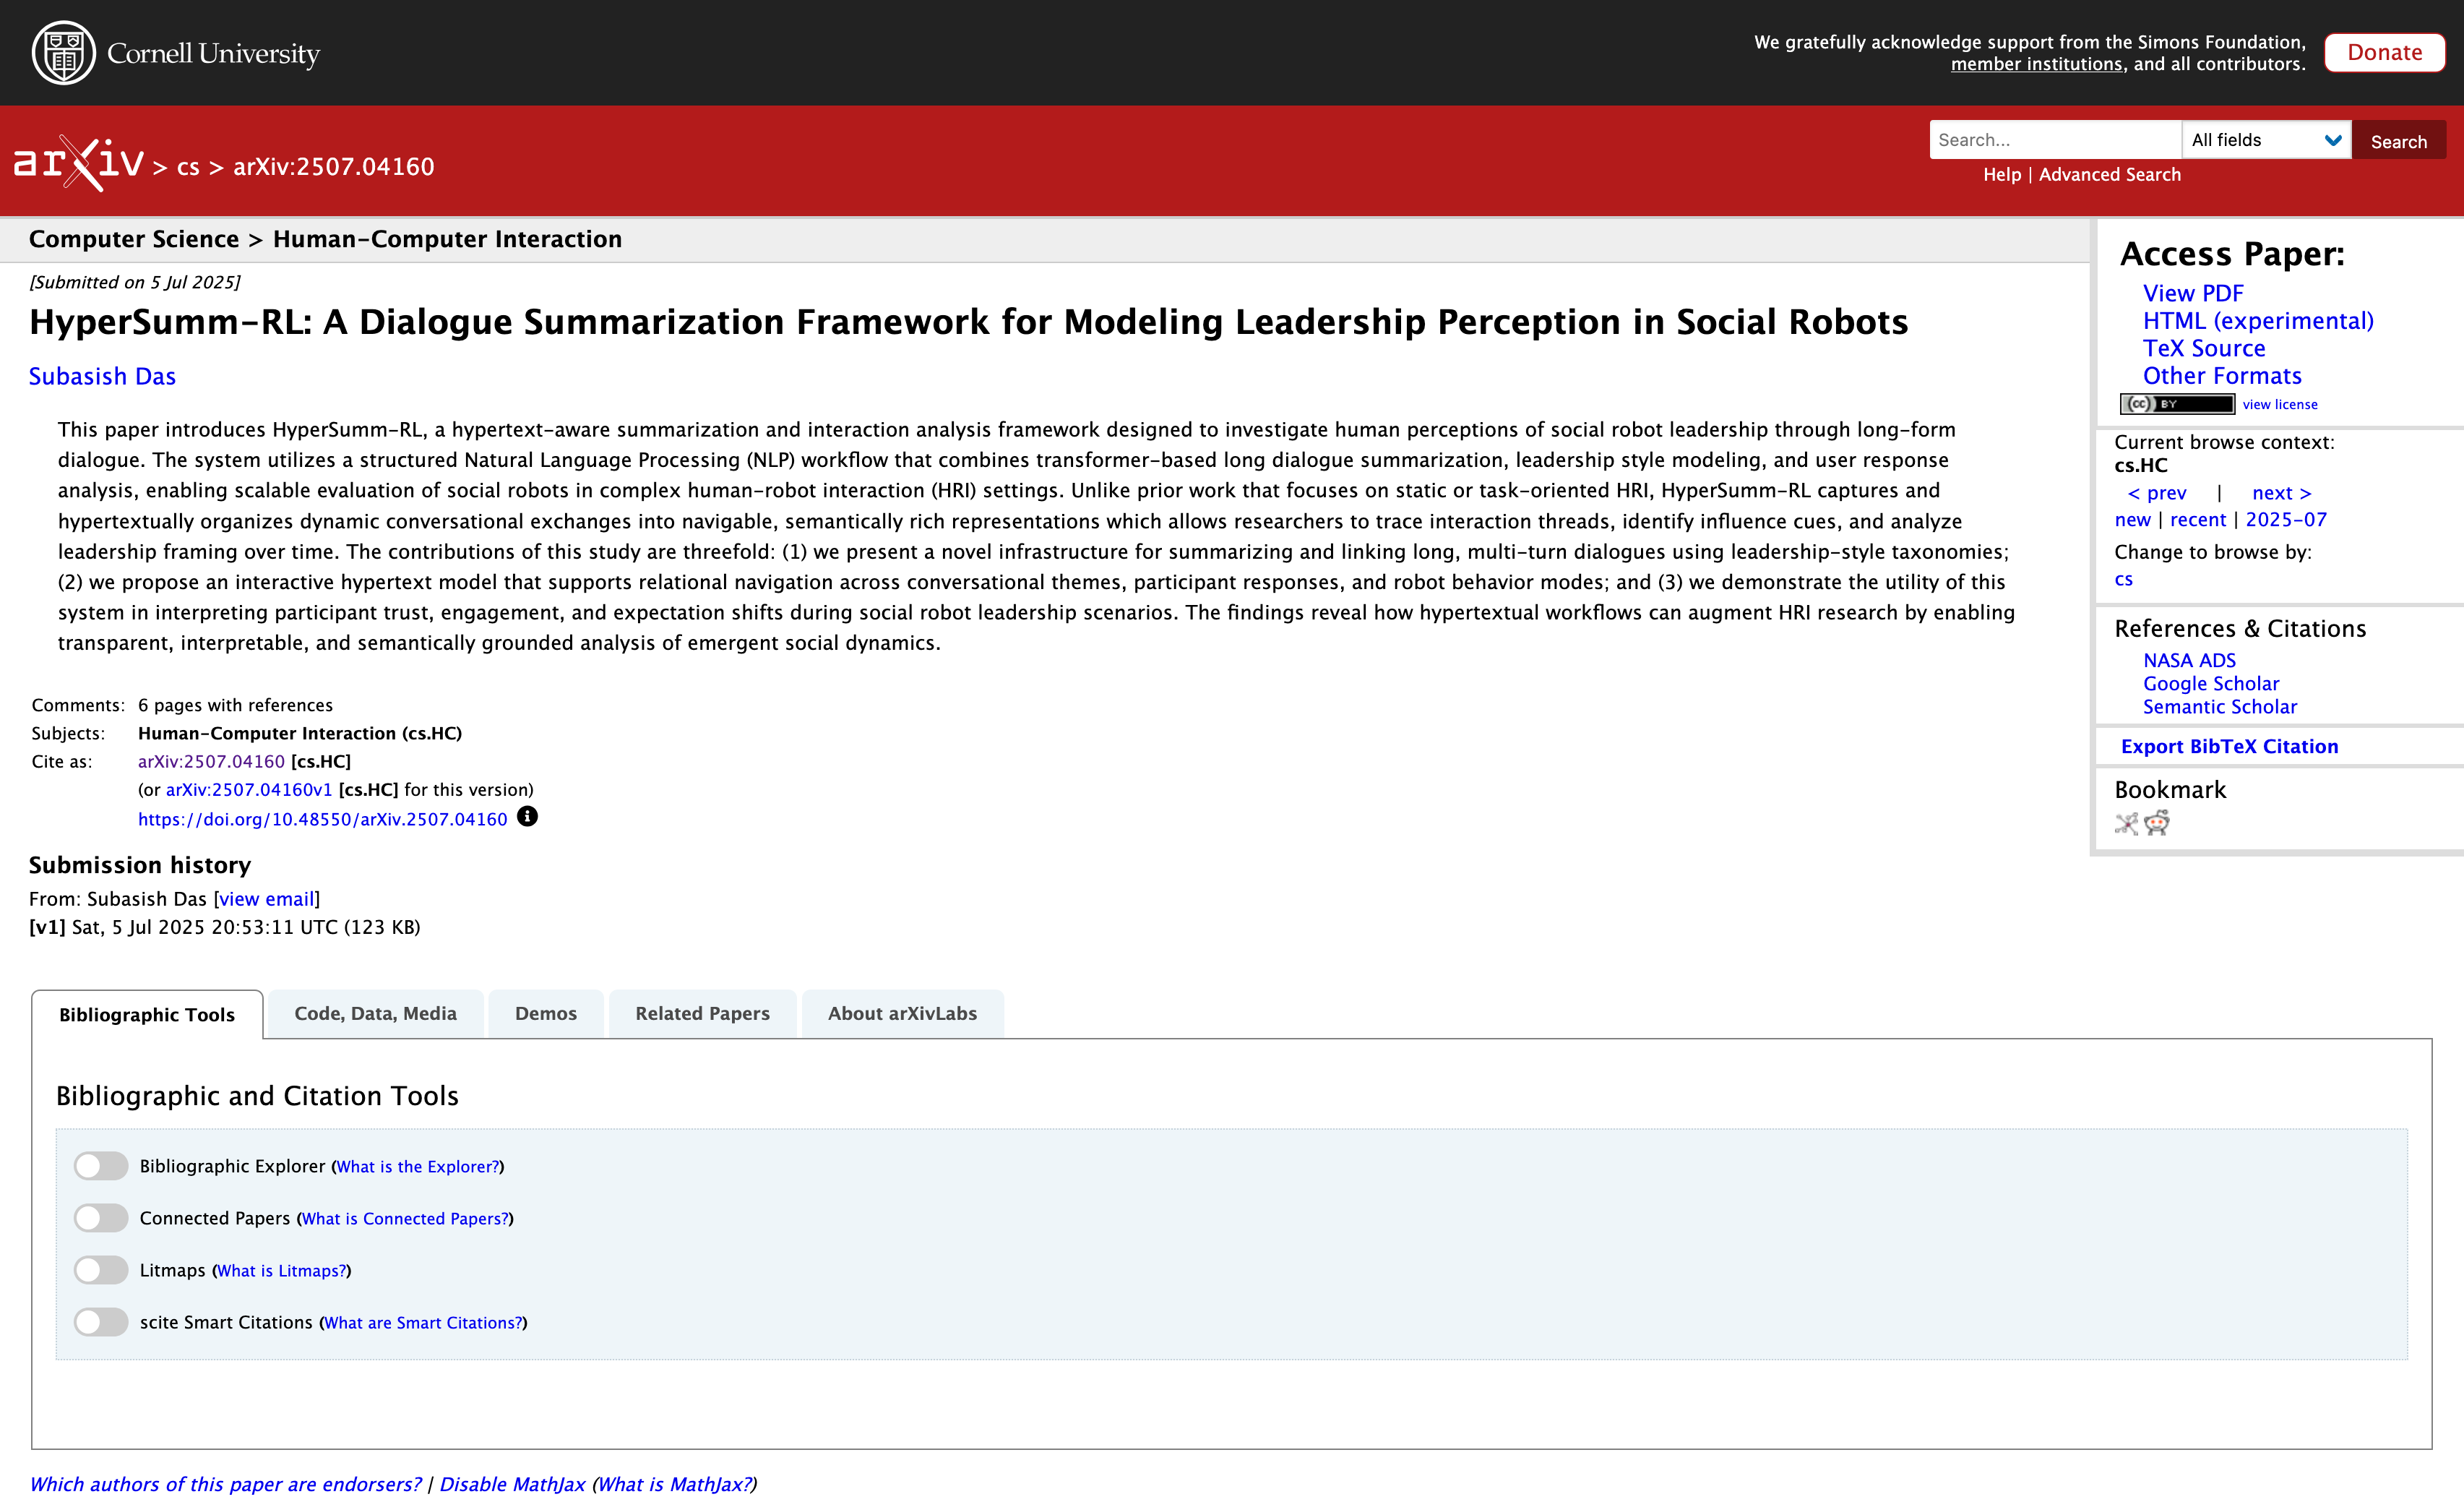 Cornell University
We gratefully acknowledge support from the Simons Foundation,
member institutions, and all contributors.
Donate
arXiv > cs > arXiv:2507.04160
Search...
All fields
Search
Help | Advanced Search
Computer Science > Human-Computer Interaction
[Submitted on 5 Jul 2025]
HyperSumm-RL: A Dialogue Summarization Framework for Modeling Leadership Perception in Social Robots
Subasish Das
This paper introduces HyperSumm-RL, a hypertext-aware summarization and interaction analysis framework designed to investigate human perceptions of social robot leadership through long-form
dialogue. The system utilizes a structured Natural Language Processing (NLP) workflow that combines transformer-based long dialogue summarization, leadership style modeling, and user response
analysis, enabling scalable evaluation of social robots in complex human-robot interaction (HRI) settings. Unlike prior work that focuses on static or task-oriented HRI, HyperSumm-RL captures and
hypertextually organizes dynamic conversational exchanges into navigable, semantically rich representations which allows researchers to trace interaction threads, identify influence cues, and analyze
leadership framing over time. The contributions of this study are threefold: (1) we present a novel infrastructure for summarizing and linking long, multi-turn dialogues using leadership-style taxonomies;
(2) we propose an interactive hypertext model that supports relational navigation across conversational themes, participant responses, and robot behavior modes; and (3) we demonstrate the utility of this
system in interpreting participant trust, engagement, and expectation shifts during social robot leadership scenarios. The findings reveal how hypertextual workflows can augment HRI research by enabling
transparent, interpretable, and semantically grounded analysis of emergent social dynamics.
Comments: 6 pages with references
Subjects: Human-Computer Interaction (cs.HC)
Cite as: arXiv:2507.04160 [cs.HC]
(or arXiv:2507.04160v1 [cs.HC] for this version)
https://doi.org/10.48550/arXiv.2507.04160
Submission history
From: Subasish Das [view email]
[v1] Sat, 5 Jul 2025 20:53:11 UTC (123 KB)
Access Paper:
View PDF
HTML (experimental)
TeX Source
Other Formats
(cc) BY view license
Current browse context:
cs.HC
< prev | next >
new | recent | 2025-07
Change to browse by:
cs
References & Citations
NASA ADS
Google Scholar
Semantic Scholar
Export BibTeX Citation
Bookmark
Bibliographic Tools
Code, Data, Media
Demos
Related Papers
About arXivLabs
Bibliographic and Citation Tools
Bibliographic Explorer (What is the Explorer?)
Connected Papers (What is Connected Papers?)
Litmaps (What is Litmaps?)
scite Smart Citations (What are Smart Citations?)
Which authors of this paper are endorsers? | Disable MathJax (What is MathJax?)